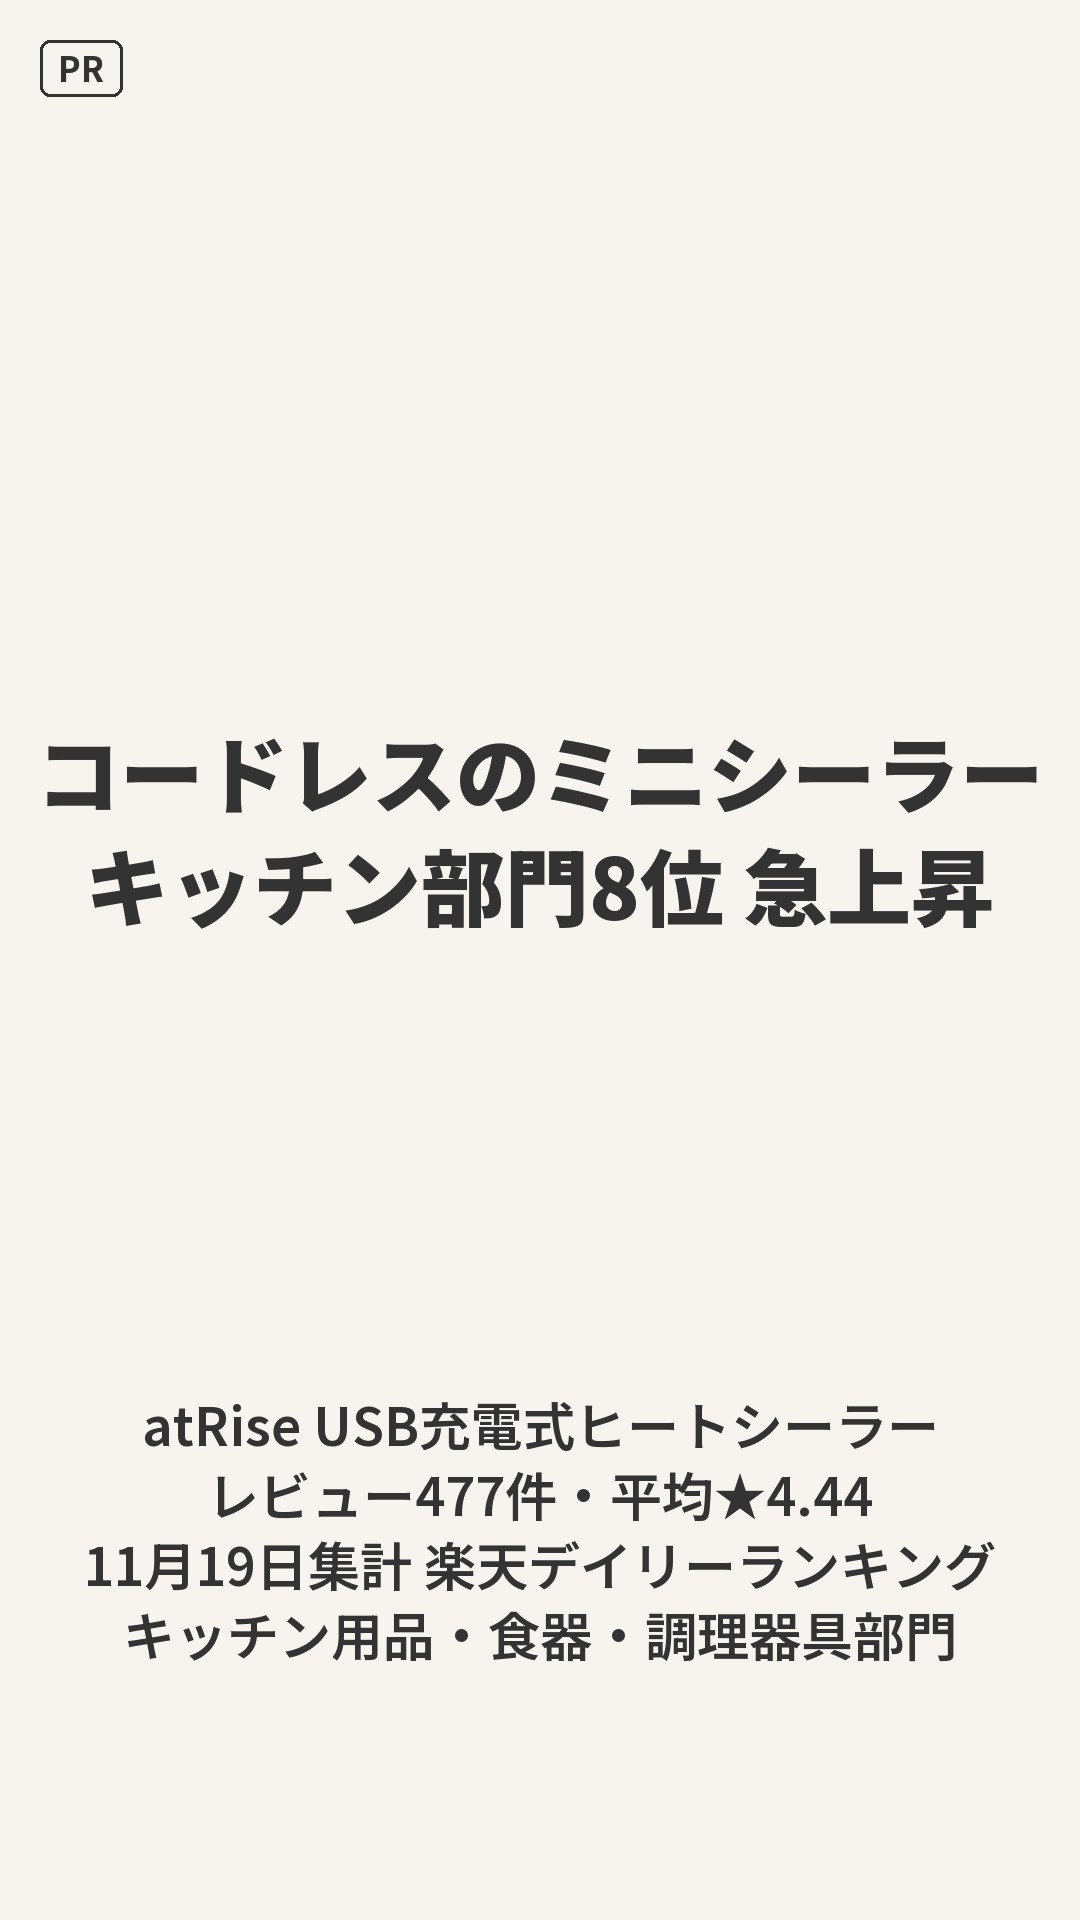 PR
コードレスのミニシーラー
キッチン部門8位 急上昇
atRise USB充電式ヒートシーラー
レビュー477件・平均★4.44
11月19日集計 楽天デイリーランキング
キッチン用品・食器・調理器具部門